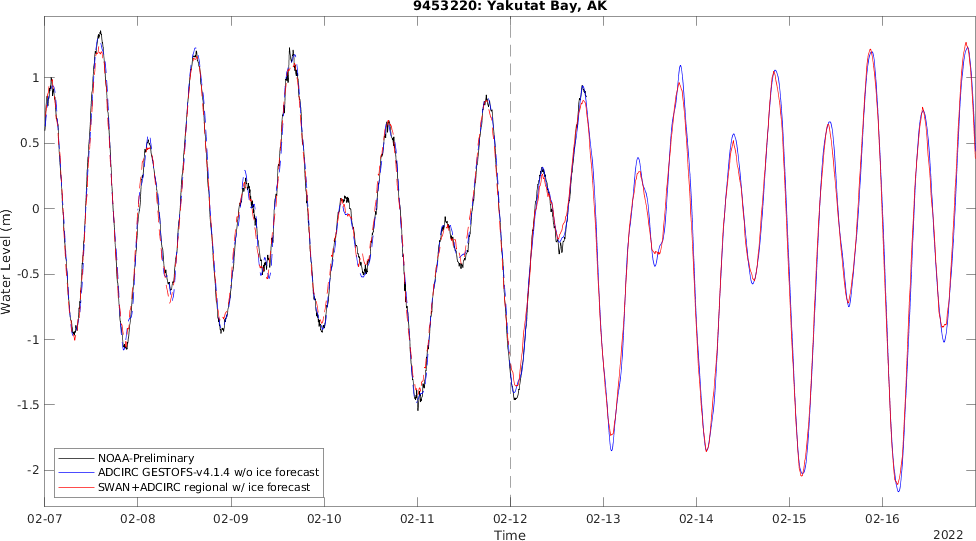 9453220: Yakutat Bay, AK
Water Level (m)
1
0.5
0
-0.5
-1
-1.5
-2
NOAA-Preliminary
ADCIRC GESTOFS-v4.1.4 w/o ice forecast
SWAN+ADCIRC regional w/ ice forecast
02-07 02-08 02-09 02-10 02-11 02-12 02-13 02-14 02-15 02-16
Time
2022